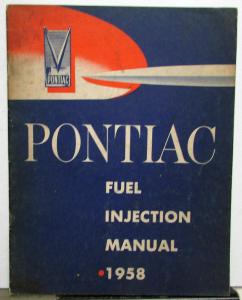 PONTIAC
PONTIAC
FUEL
INJECTION
MANUAL
•1958